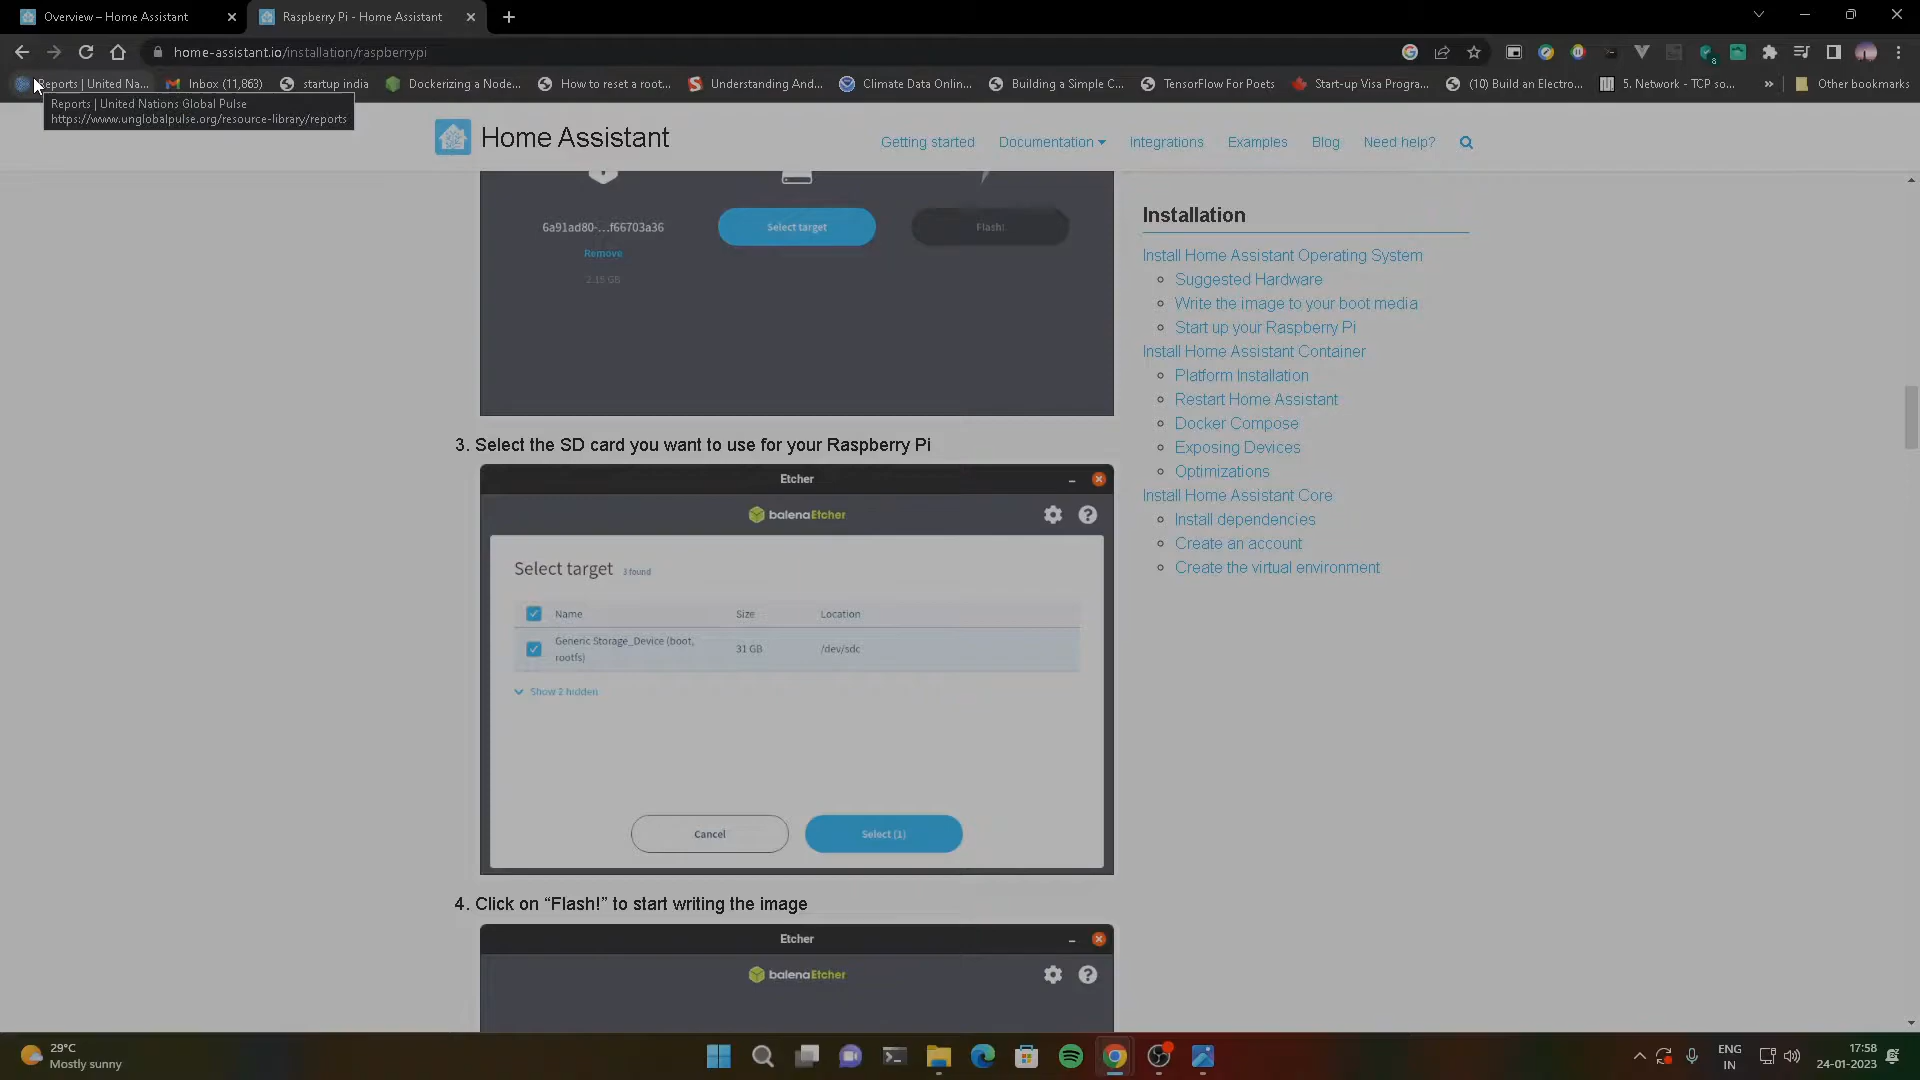 Overview – Home Assistant
Raspberry Pi - Home Assistant
home-assistant.io/installation/raspberrypi
Reports | United Na...
Inbox (11,863)
startup india
Dockerizing a Node...
How to reset a root...
Understanding And...
Climate Data Onlin...
Building a Simple C...
TensorFlow For Poets
Start-up Visa Progra...
(10) Build an Electro...
5. Network - TCP so...
»
Other bookmarks
Reports | United Nations Global Pulse
https://www.unglobalpulse.org/resource-library/reports
Home Assistant
Getting started
Documentation
Integrations
Examples
Blog
Need help?
6a91ad80-...f66703a36
Select target
Flash!
Remove
2.15 GB
3. Select the SD card you want to use for your Raspberry Pi
Etcher
balenaEtcher
Select target 3 found
Name Size Location
Generic Storage_Device (boot,
rootfs)
31 GB
/dev/sdc
Show 2 hidden
Cancel
Select (1)
4. Click on “Flash!” to start writing the image
Etcher
balenaEtcher
Installation
Install Home Assistant Operating System
Suggested Hardware
Write the image to your boot media
Start up your Raspberry Pi
Install Home Assistant Container
Platform Installation
Restart Home Assistant
Docker Compose
Exposing Devices
Optimizations
Install Home Assistant Core
Install dependencies
Create an account
Create the virtual environment
29°C
Mostly sunny
ENG
IN
17:58
24-01-2023